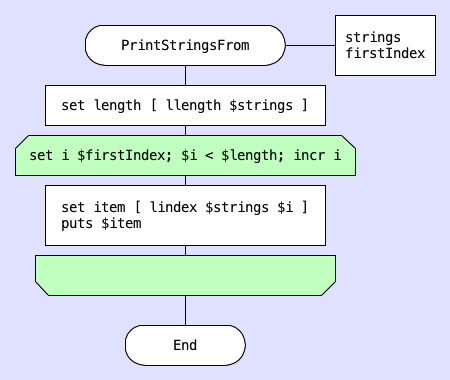 PrintStringsFrom
strings
firstIndex
set length [ llength $strings ]
set i $firstIndex; $i < $length; incr i
set item [ lindex $strings $i ]
puts $item
End